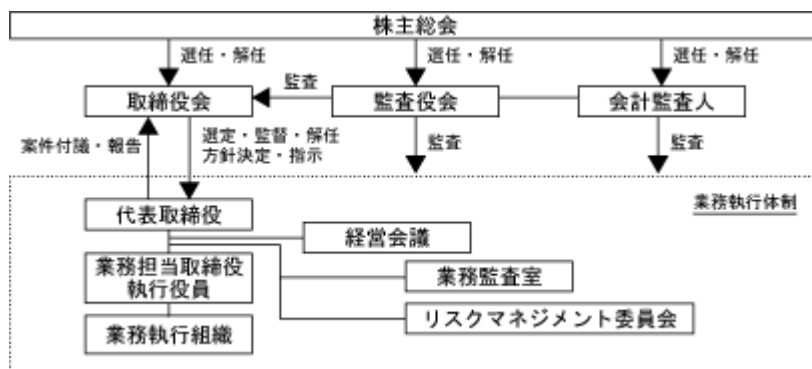 株主総会
選任・解任
選任・解任
選任・解任
取締役会
監査
監査役会
会計監査人
案件付議・報告
選定・監督・解任
方針決定・指示
監査
監査
業務執行体制
代表取締役
経営会議
業務担当取締役
執行役員
業務監査室
業務執行組織
リスクマネジメント委員会